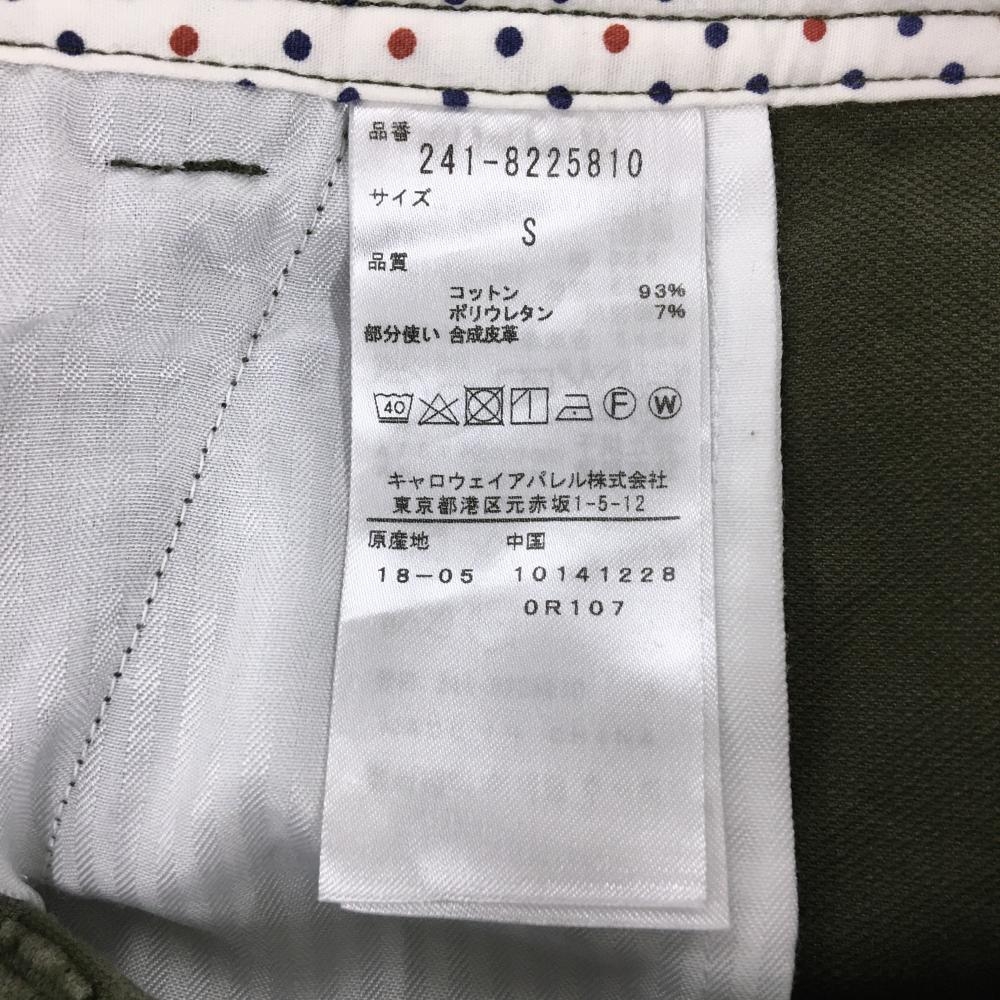 品番
241-8225810
サイズ
S
品質
コットン 93%
ポリウレタン 7%
部分使い 合成皮革
40 F W
キャロウェイアパレル株式会社
東京都港区元赤坂1-5-12
原産地 中国
18-05 10141228
0R107